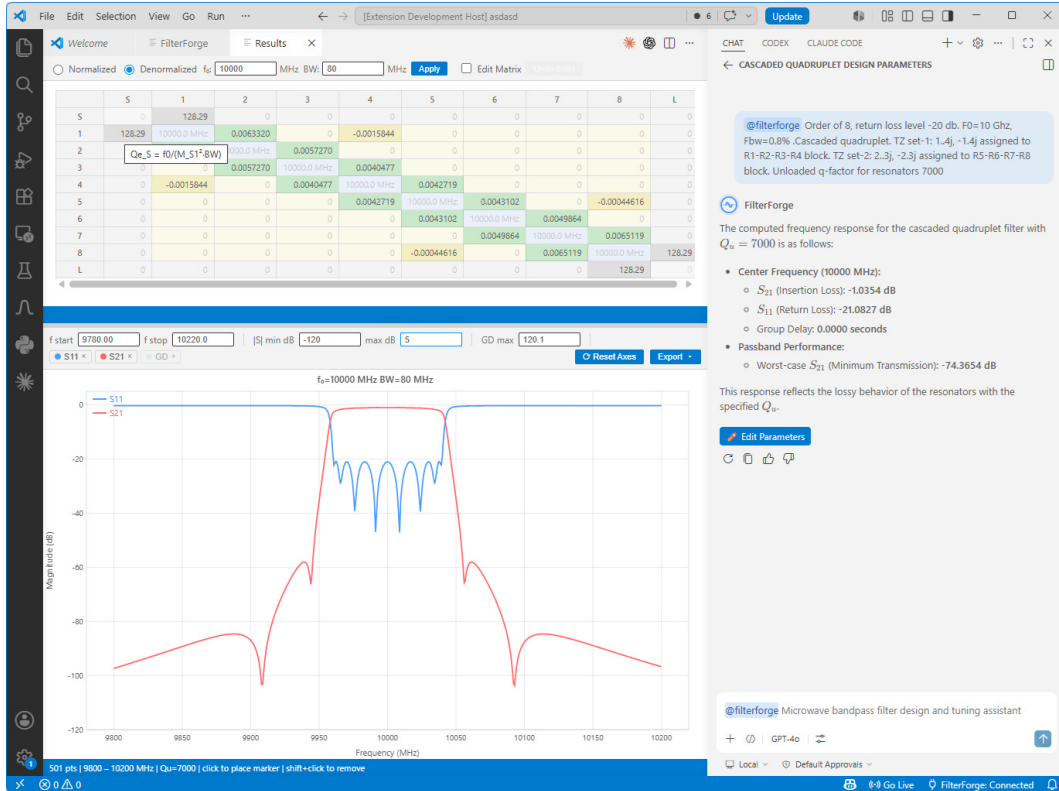 File Edit Selection View Go Run ··· [Extension Development Host] asdasd 6 Update
Welcome FilterForge Results
Normalized Denormalized f₀: 10000 MHz BW: 80 MHz Apply Edit Matrix
S 1 2 3 4 5 6 7 8 L
S 0 128.29 0 0 0 0 0 0 0 0
1 128.29 10000.0 MHz 0.0063320 0 -0.0015844 0 0 0 0 0
2 0000.0 MHz 0.0057270 0 0 0 0 0 0
Qe_S = f0/(M_S1²·BW)
3 0 0 0.0057270 10000.0 MHz 0.0040477 0 0 0 0 0
4 0 -0.0015844 0 0.0040477 10000.0 MHz 0.0042719 0 0 0 0
5 0 0 0 0 0.0042719 10000.0 MHz 0.0043102 0 -0.00044616 0
6 0 0 0 0 0 0.0043102 10000.0 MHz 0.0049864 0 0
7 0 0 0 0 0 0 0.0049864 10000.0 MHz 0.0065119 0
8 0 0 0 0 0 -0.00044616 0 0.0065119 10000.0 MHz 128.29
L 0 0 0 0 0 0 0 0 128.29 0
f start 9780.00 f stop 10220.0 |S| min dB -120 max dB 5 GD max 120.1
S11 × S21 × GD + Reset Axes Export
f₀=10000 MHz BW=80 MHz
S11
S21
0
-20
-40
-60
-80
-100
-120
Magnitude (dB)
9800 9850 9900 9950 10000 10050 10100 10150 10200
Frequency (MHz)
501 pts | 9800 – 10200 MHz | Qu=7000 | click to place marker | shift+click to remove
CHAT CODEX CLAUDE CODE
CASCADED QUADRUPLET DESIGN PARAMETERS
@filterforge Order of 8, return loss level -20 db. F0=10 Ghz,
Fbw=0.8% .Cascaded quadruplet. TZ set-1: 1..4j, -1.4j assigned to
R1-R2-R3-R4 block. TZ set-2: 2..3j, -2.3j assigned to R5-R6-R7-R8
block. Unloaded q-factor for resonators 7000
FilterForge
The computed frequency response for the cascaded quadruplet filter with
Qᵤ = 7000 is as follows:
• Center Frequency (10000 MHz):
○ S₂₁ (Insertion Loss): -1.0354 dB
○ S₁₁ (Return Loss): -21.0827 dB
○ Group Delay: 0.0000 seconds
• Passband Performance:
○ Worst-case S₂₁ (Minimum Transmission): -74.3654 dB
This response reflects the lossy behavior of the resonators with the
specified Qᵤ.
Edit Parameters
@filterforge Microwave bandpass filter design and tuning assistant
GPT-4o
Local Default Approvals
1
0 0 Go Live FilterForge: Connected